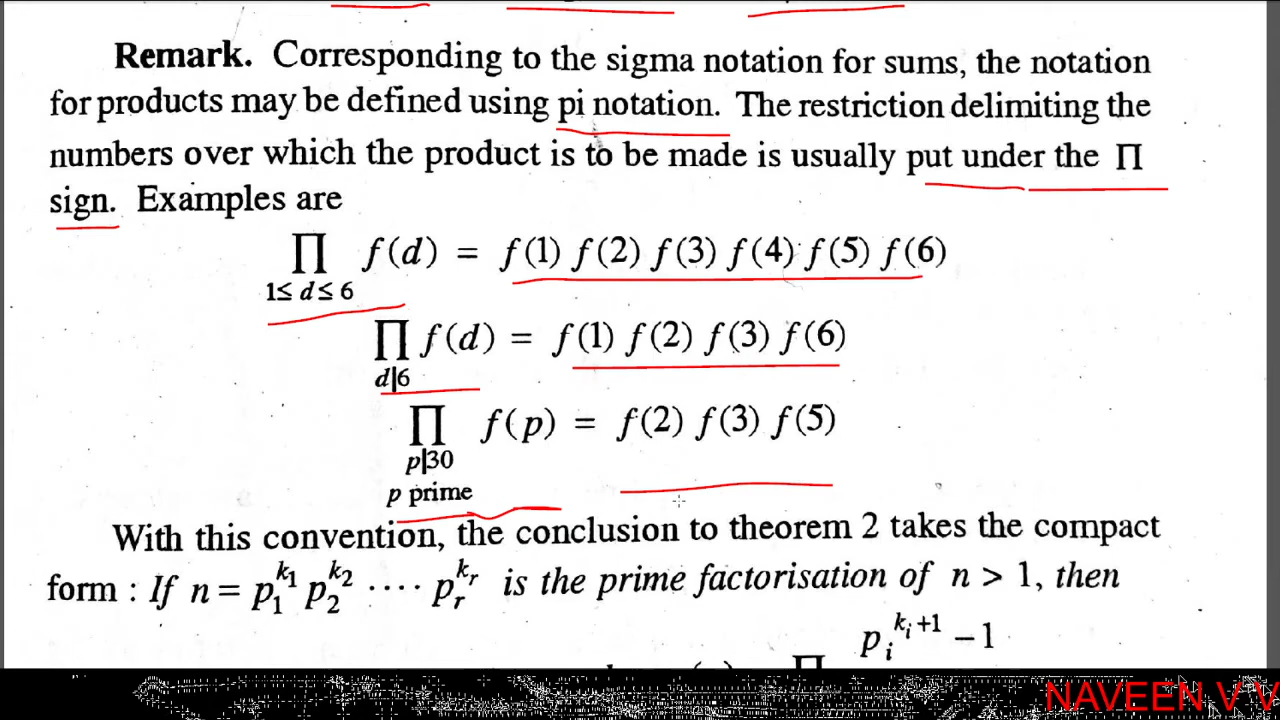 Remark. Corresponding to the sigma notation for sums, the notation
for products may be defined using pi notation. The restriction delimiting the
numbers over which the product is to be made is usually put under the Π
sign. Examples are
∏ f(d) = f(1) f(2) f(3) f(4) f(5) f(6)
1≤ d ≤ 6
∏ f(d) = f(1) f(2) f(3) f(6)
d|6
∏ f(p) = f(2) f(3) f(5)
p|30
p prime
With this convention, the conclusion to theorem 2 takes the compact
form : If n = p₁^k₁ p₂^k₂ .... pᵣ^kᵣ is the prime factorisation of n > 1, then
pᵢ^kᵢ+1 – 1
NAVEEN V V